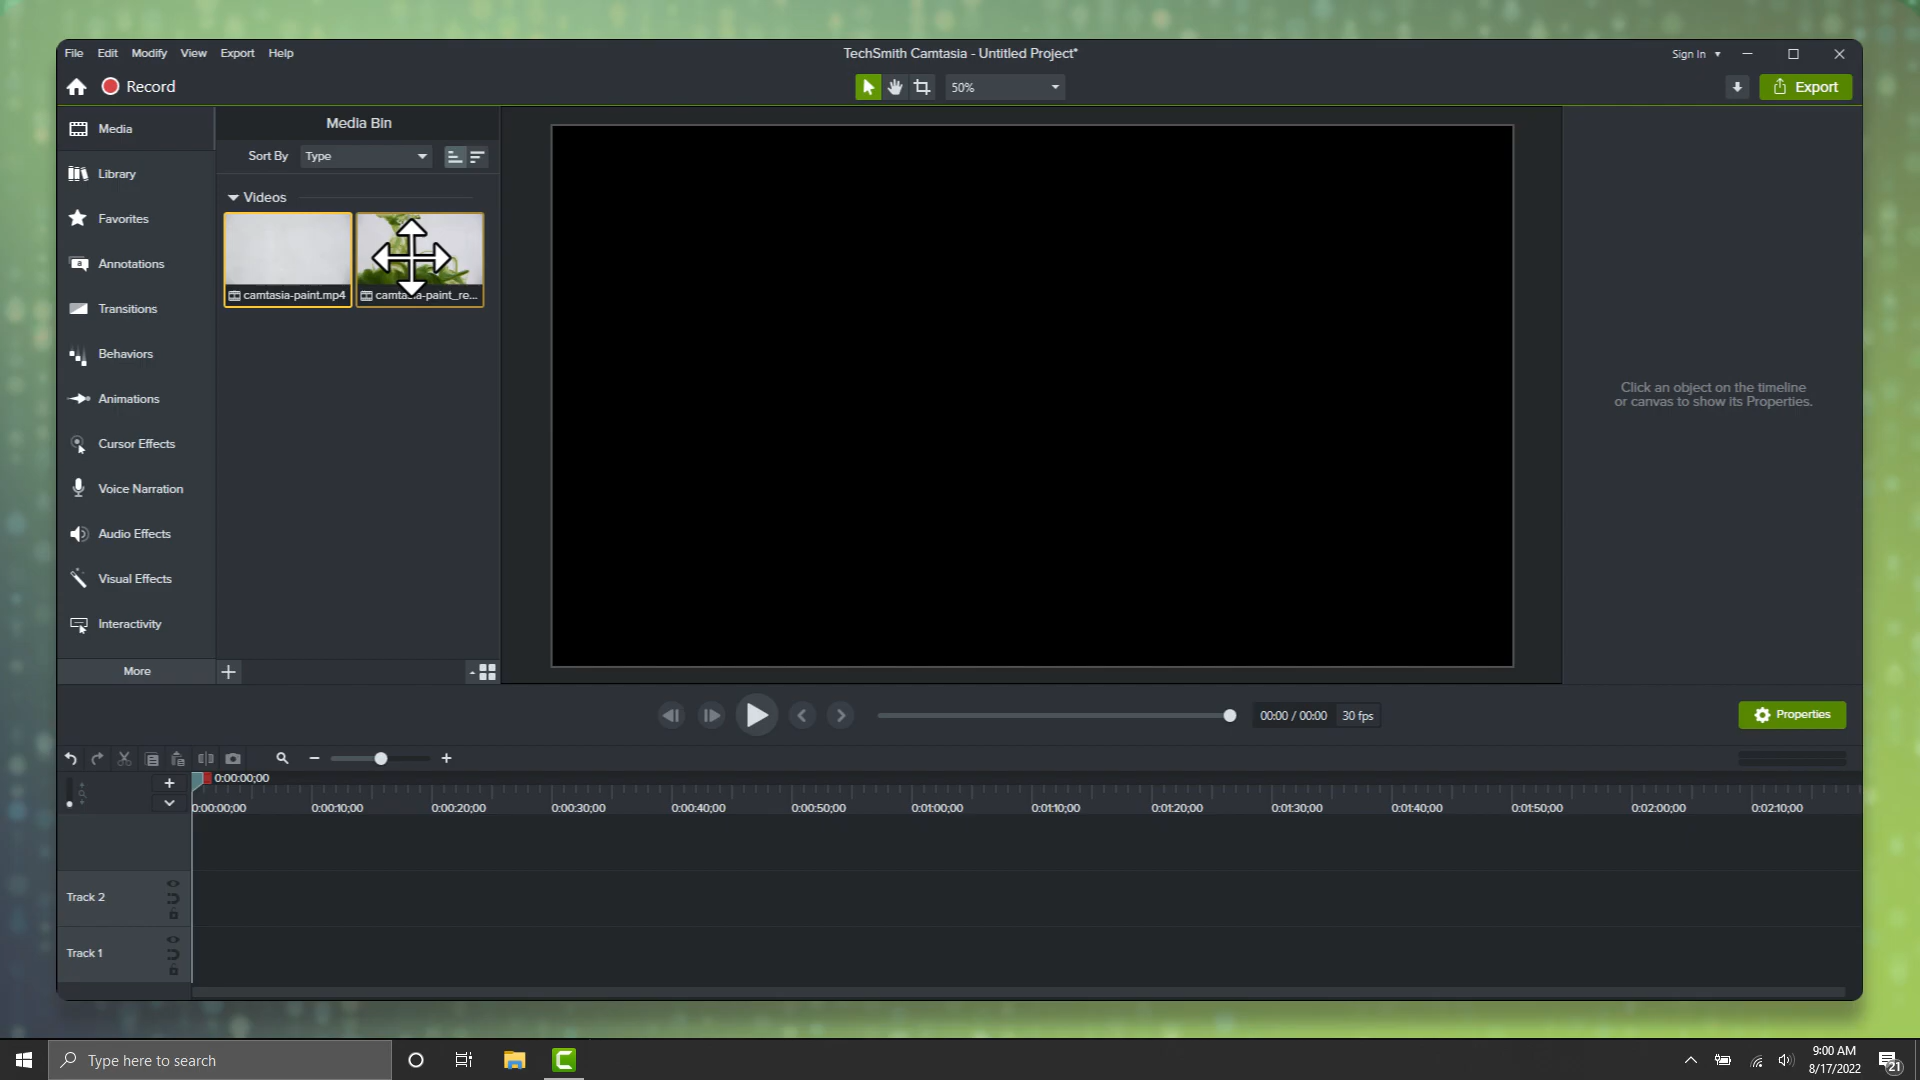 File Edit Modify View Export Help
TechSmith Camtasia - Untitled Project*
Sign In
Record
50%
Export
Media
Library
Favorites
Annotations
Transitions
Behaviors
Animations
Cursor Effects
Voice Narration
Audio Effects
Visual Effects
Interactivity
More
Media Bin
Sort By Type
Videos
camtasia-paint.mp4
camtasia-paint_re...
Click an object on the timeline
or canvas to show its Properties.
00:00 / 00:00 30 fps
Properties
0:00:00;00
0:00:00;00 0:00:10;00 0:00:20;00 0:00:30;00 0:00:40;00 0:00:50;00 0:01:00;00 0:01:10;00 0:01:20;00 0:01:30;00 0:01:40;00 0:01:50;00 0:02:00;00 0:02:10;00
Track 2
Track 1
Type here to search
9:00 AM
8/17/2022
21